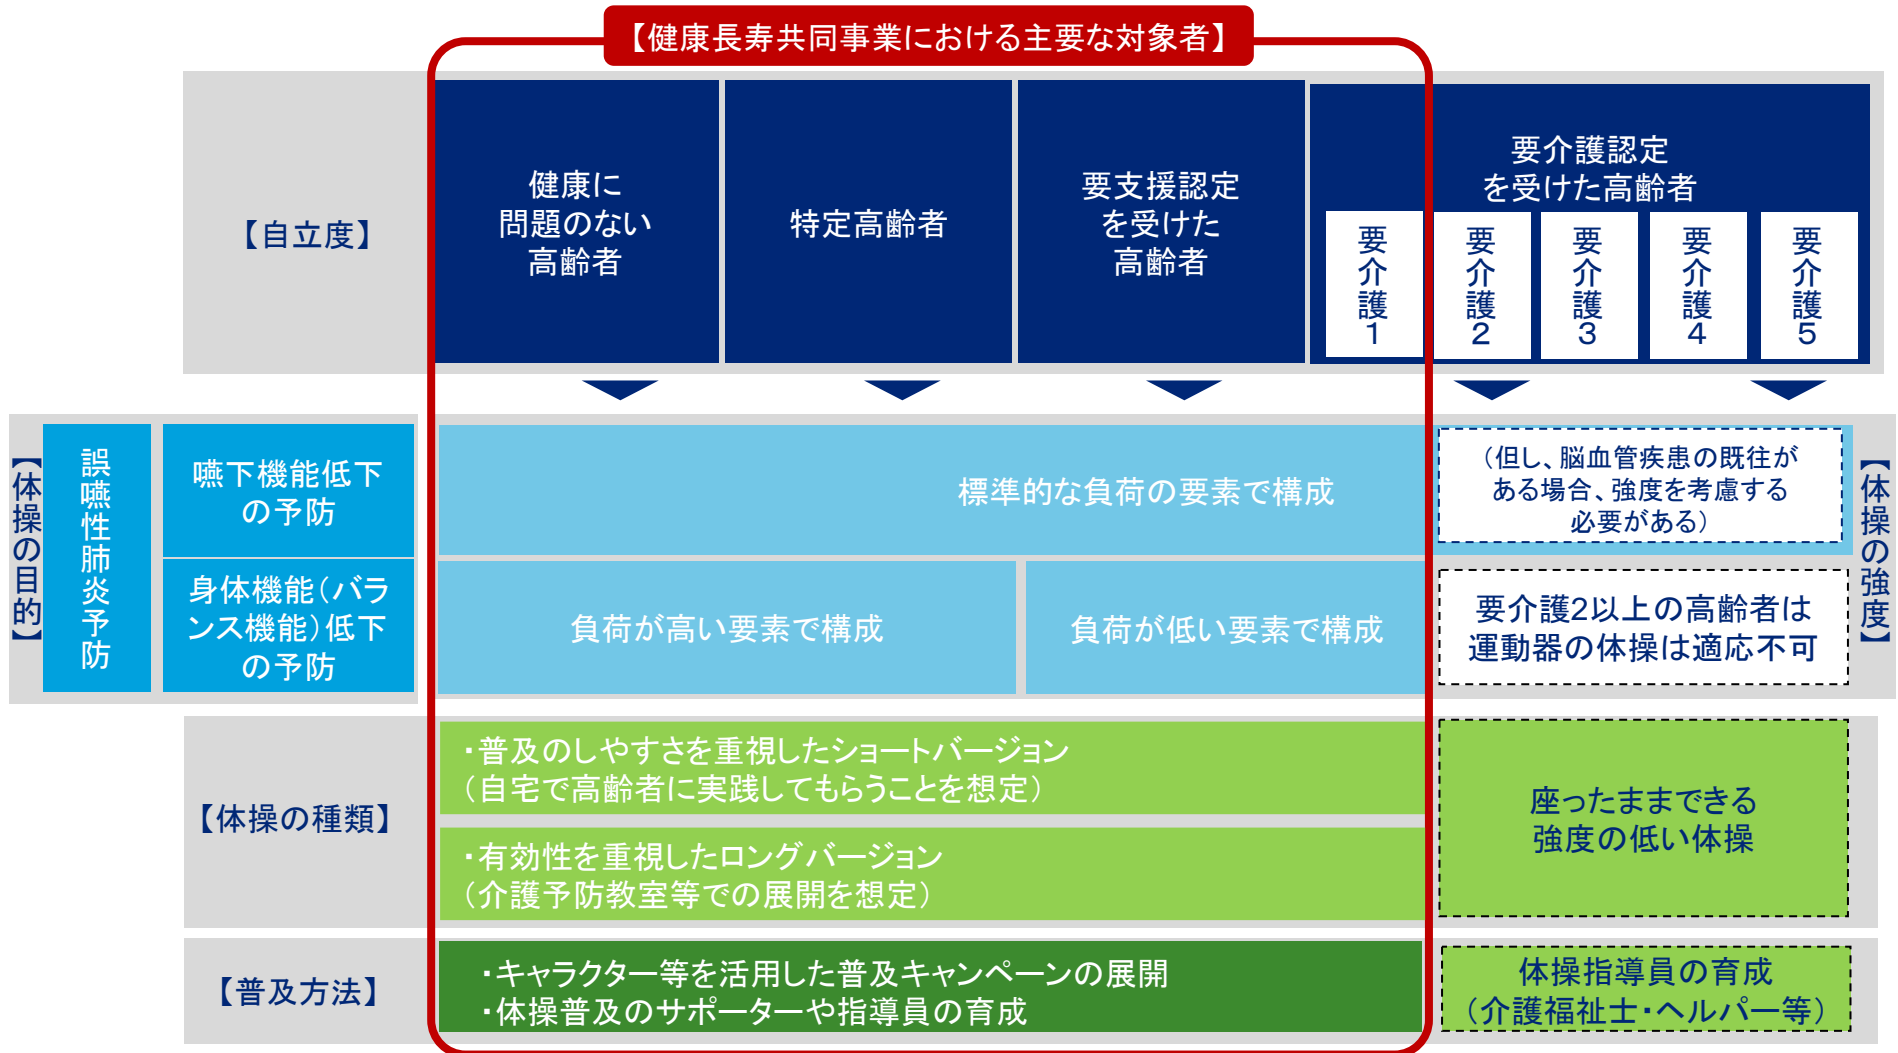 【健康長寿共同事業における主要な対象者】
【自立度】
健康に
問題のない
高齢者
特定高齢者
要支援認定
を受けた
高齢者
要介護認定
を受けた高齢者
要介護1
要介護2
要介護3
要介護4
要介護5
【体操の目的】
誤嚥性肺炎予防
嚥下機能低下
の予防
身体機能（バラ
ンス機能）低下
の予防
標準的な負荷の要素で構成
（但し、脳血管疾患の既往が
ある場合、強度を考慮する
必要がある）
負荷が高い要素で構成
負荷が低い要素で構成
要介護2以上の高齢者は
運動器の体操は適応不可
【体操の強度】
【体操の種類】
・普及のしやすさを重視したショートバージョン
（自宅で高齢者に実践してもらうことを想定）
・有効性を重視したロングバージョン
（介護予防教室等での展開を想定）
座ったままできる
強度の低い体操
【普及方法】
・キャラクター等を活用した普及キャンペーンの展開
・体操普及のサポーターや指導員の育成
体操指導員の育成
（介護福祉士・ヘルパー等）